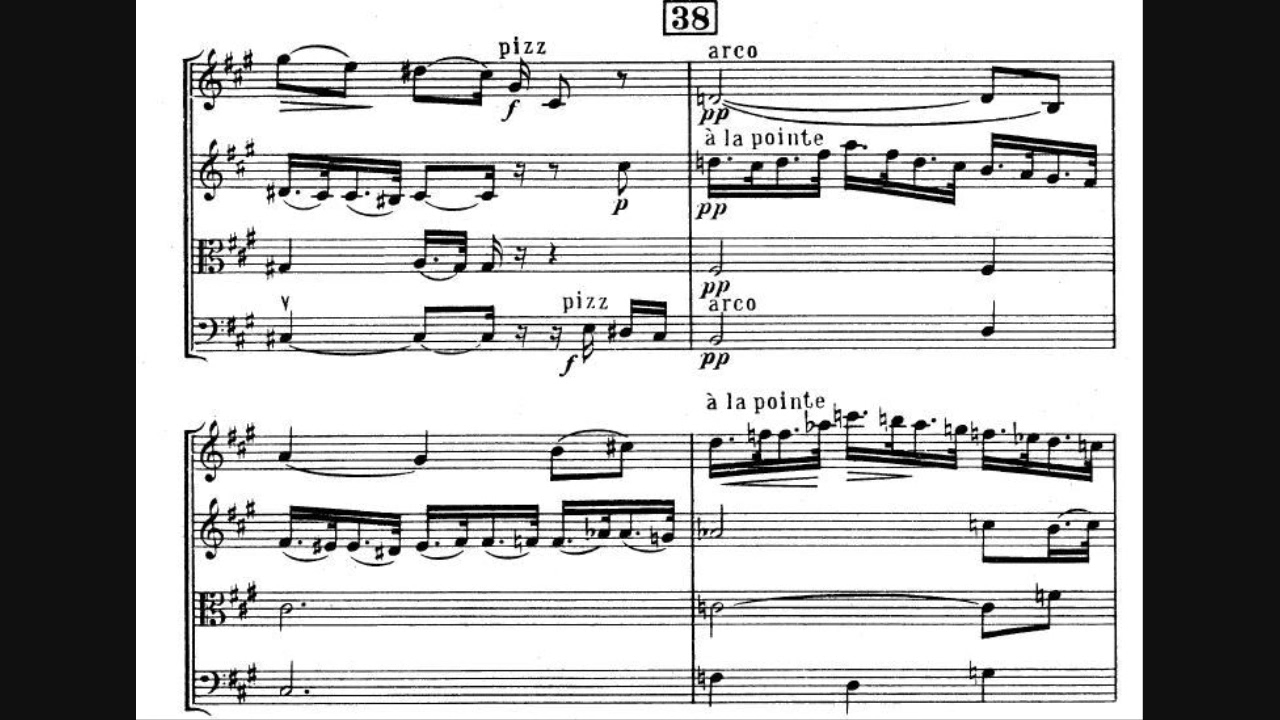 38
pizz
arco
f
pp
à la pointe
p
pp
pp
pizz
arco
f
pp
à la pointe